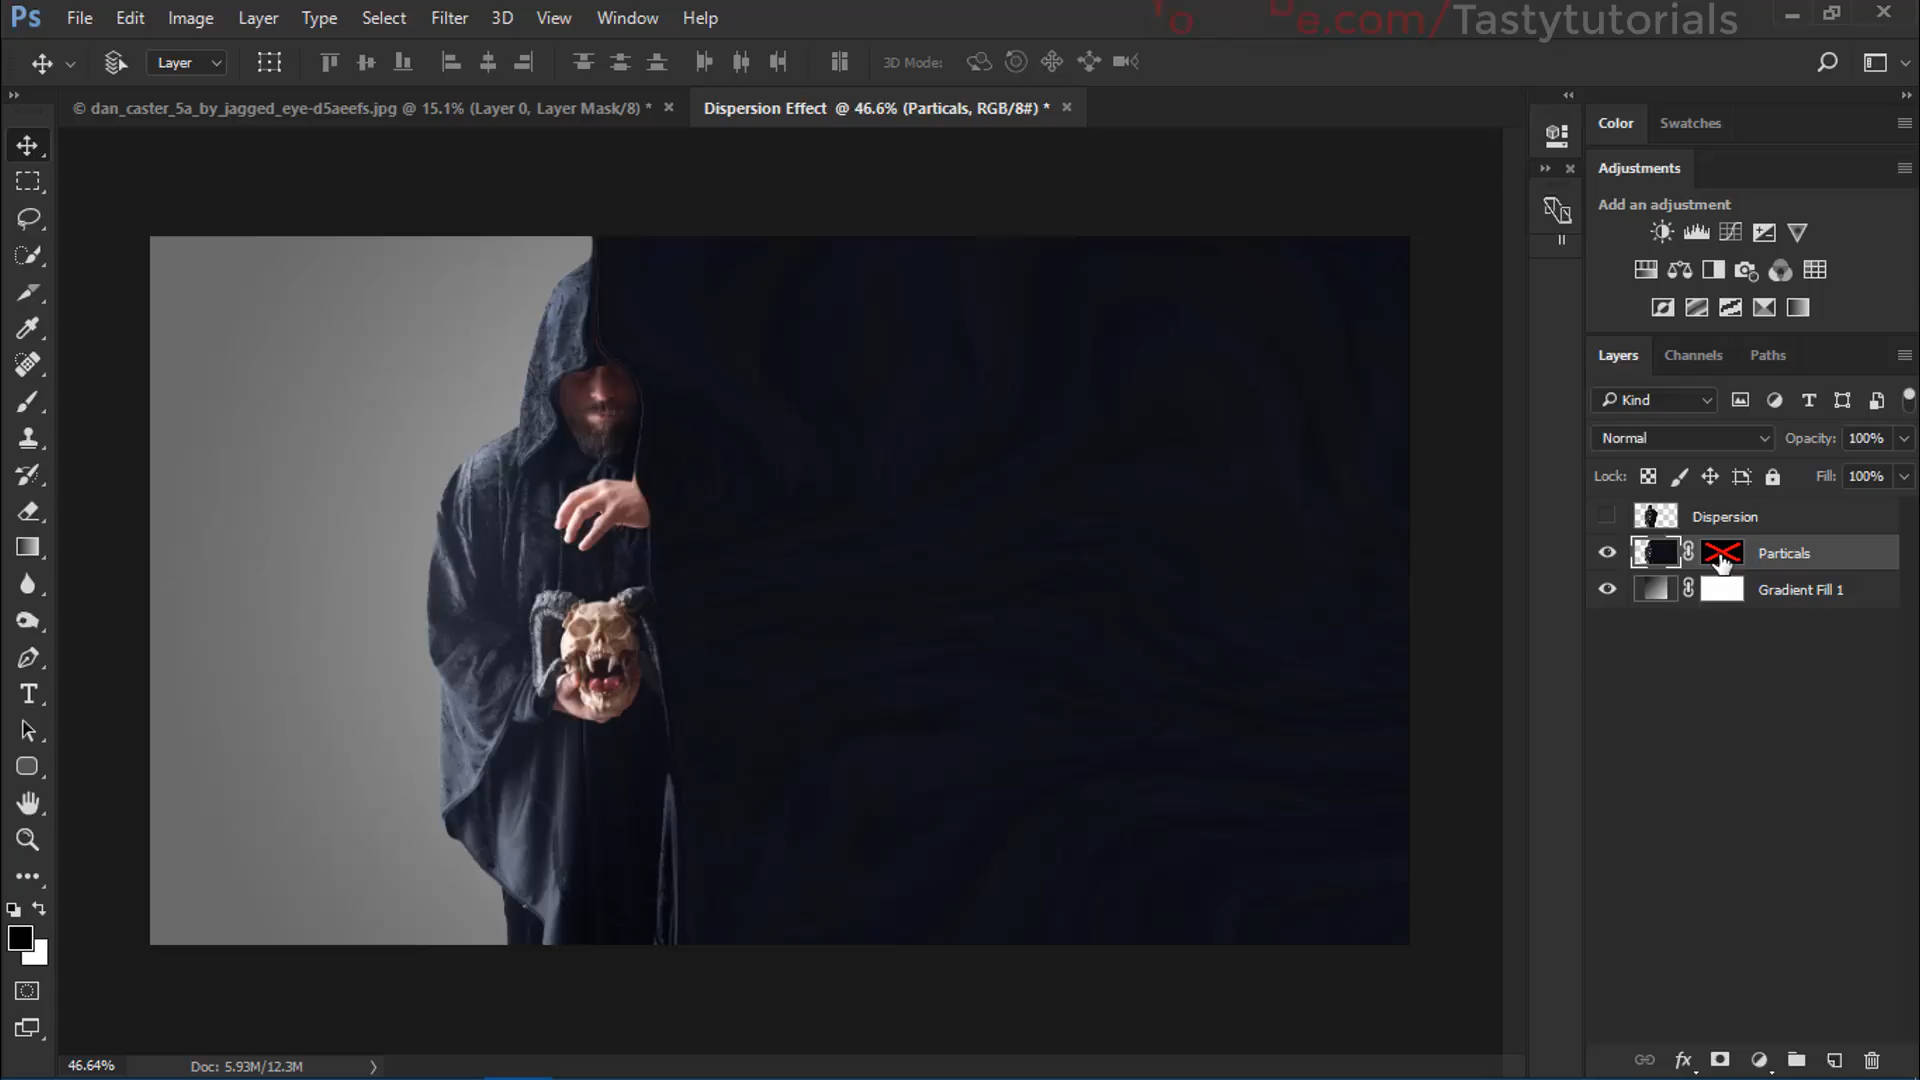 Ps File Edit Image Layer Type Select Filter 3D View Window Help
be.com/Tastytutorials
Layer 3D Mode:
© dan_caster_5a_by_jagged_eye-d5aeefs.jpg @ 15.1% (Layer 0, Layer Mask/8) *
Dispersion Effect @ 46.6% (Particals, RGB/8#) *
Color Swatches
Adjustments
Add an adjustment
Layers Channels Paths
Kind
Normal Opacity: 100%
Lock: Fill: 100%
Dispersion
Particals
Gradient Fill 1
fx
46.64% Doc: 5.93M/12.3M